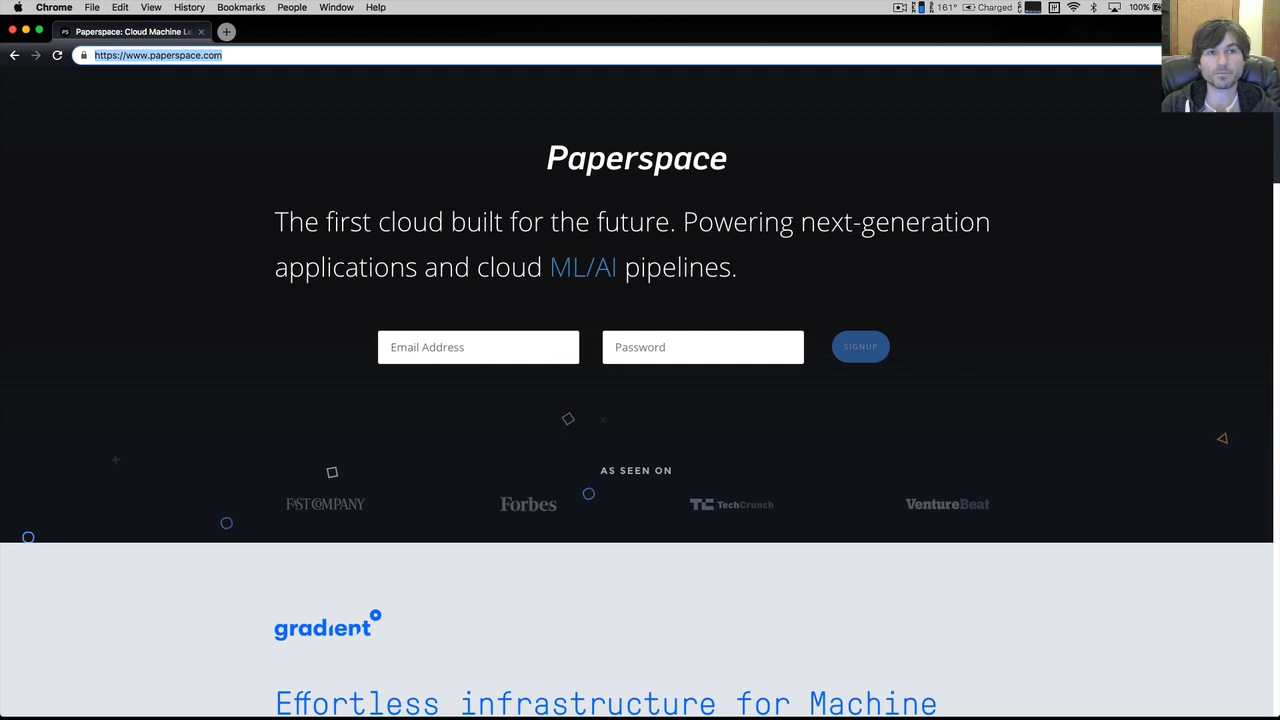 Chrome File Edit View History Bookmarks People Window Help 161° Charged 100%
Paperspace: Cloud Machine Le
https://www.paperspace.com
Paperspace
The first cloud built for the future. Powering next-generation
applications and cloud ML/AI pipelines.
Email Address Password SIGNUP
AS SEEN ON
FAST COMPANY Forbes TC TechCrunch VentureBeat
gradient
Effortless infrastructure for Machine